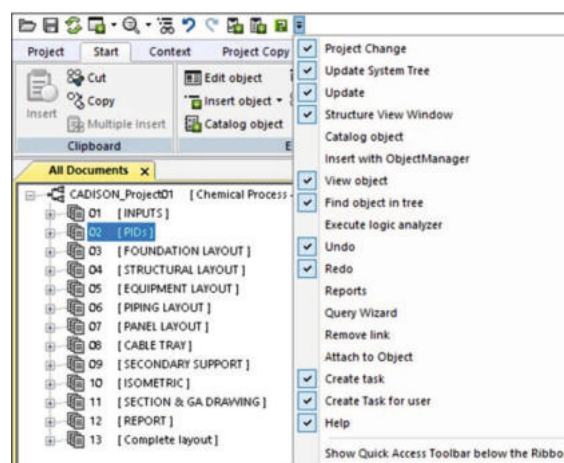 Project Start Context Project Copy
Insert
Cut
Copy
Multiple Insert
Clipboard
Edit object
Insert object
Catalog object
E
All Documents x
CADISON_Project01 [ Chemical Process -
01 [ INPUTS ]
02 [ PIDs ]
03 [ FOUNDATION LAYOUT ]
04 [ STRUCTURAL LAYOUT ]
05 [ EQUIPMENT LAYOUT ]
06 [ PIPING LAYOUT ]
07 [ PANEL LAYOUT ]
08 [ CABLE TRAY ]
09 [ SECONDARY SUPPORT ]
10 [ ISOMETRIC ]
11 [ SECTION & GA DRAWING ]
12 [ REPORT ]
13 [ Complete layout ]
Project Change
Update System Tree
Update
Structure View Window
Catalog object
Insert with ObjectManager
View object
Find object in tree
Execute logic analyzer
Undo
Redo
Reports
Query Wizard
Remove link
Attach to Object
Create task
Create Task for user
Help
Show Quick Access Toolbar below the Ribbo